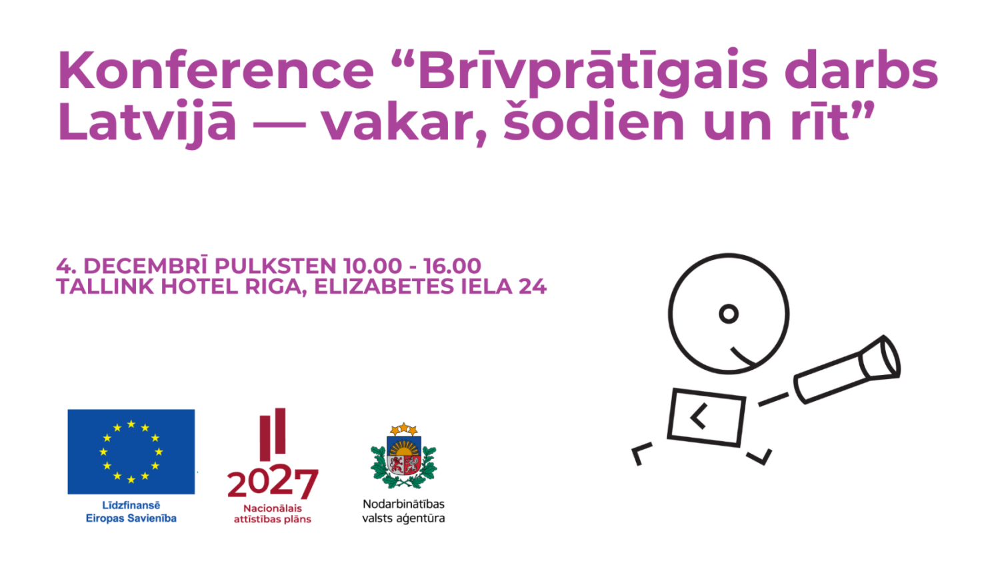 Konference “Brīvprātīgais darbs
Latvijā — vakar, šodien un rīt”
4. DECEMBRĪ PULKSTEN 10.00 - 16.00
TALLINK HOTEL RIGA, ELIZABETES IELA 24
Līdzfinansē
Eiropas Savienība
2027
Nacionālais
attīstības plāns
Nodarbinātības
valsts aģentūra